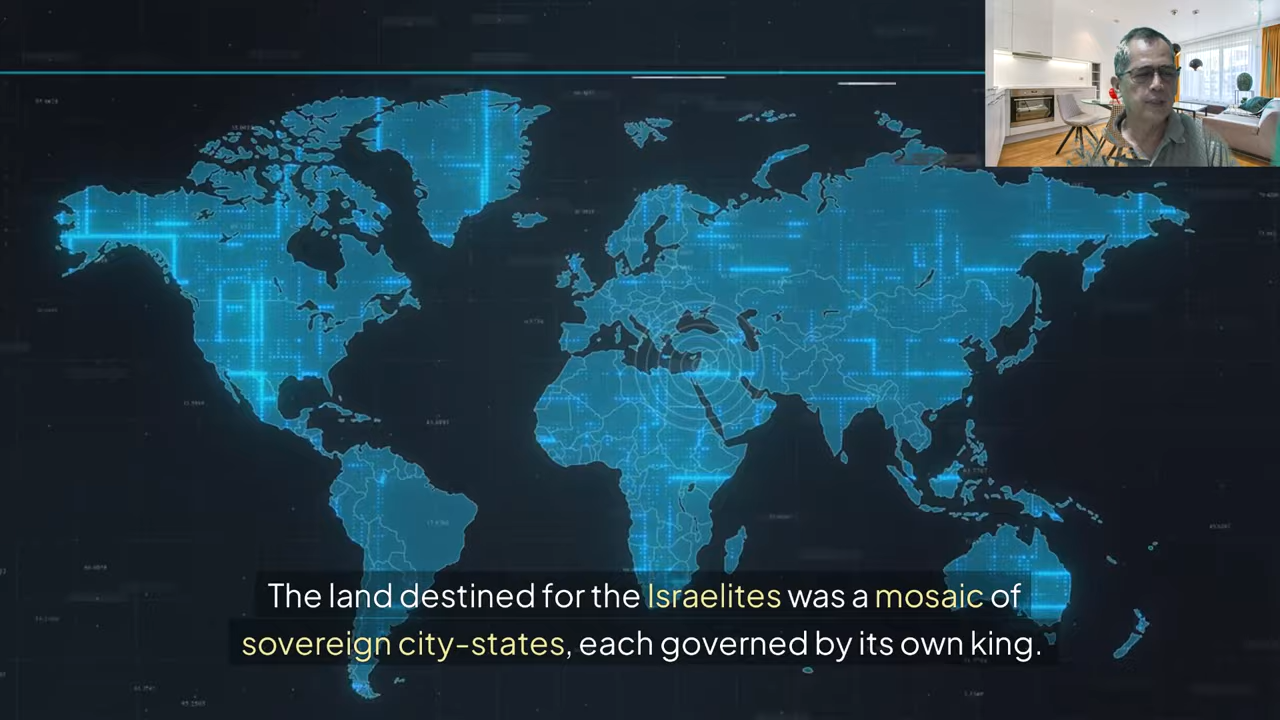 The land destined for the Israelites was a mosaic of
sovereign city-states, each governed by its own king.